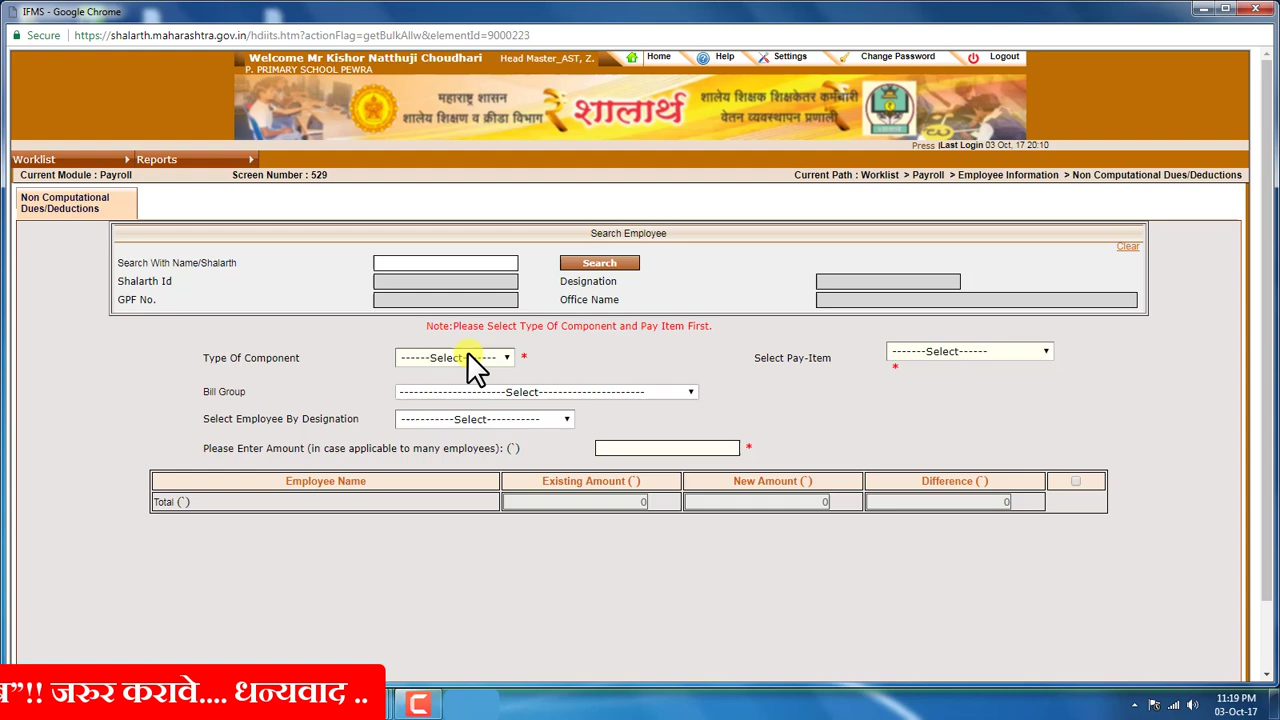 IFMS - Google Chrome
Secure https://shalarth.maharashtra.gov.in/hdiits.htm?actionFlag=getBulkAllw&elementId=9000223
Welcome Mr Kishor Natthuji Choudhari Head Master_AST, Z. P. PRIMARY SCHOOL PEWRA
Home Help Settings Change Password Logout
महाराष्ट्र शासन
शालेय शिक्षण व क्रीडा विभाग
शालार्थ
शालेय शिक्षक शिक्षकेतर कर्मचारी
वेतन व्यवस्थापन प्रणाली
Press |Last Login 03 Oct, 17 20:10
Worklist Reports
Current Module : Payroll Screen Number : 529 Current Path : Worklist > Payroll > Employee Information > Non Computational Dues/Deductions
Non Computational
Dues/Deductions
Search Employee
Clear
Search With Name/Shalarth Search
Shalarth Id Designation
GPF No. Office Name
Note:Please Select Type Of Component and Pay Item First.
Type Of Component ------Select------ * Select Pay-Item -------Select------
*
Bill Group ---------------------Select---------------------
Select Employee By Designation -----------Select-----------
Please Enter Amount (in case applicable to many employees): (`) *
Employee Name Existing Amount (`) New Amount (`) Difference (`)
Total (`) 0 0 0
!! जरुर करावे.... धन्यवाद ..
11:19 PM
03-Oct-17